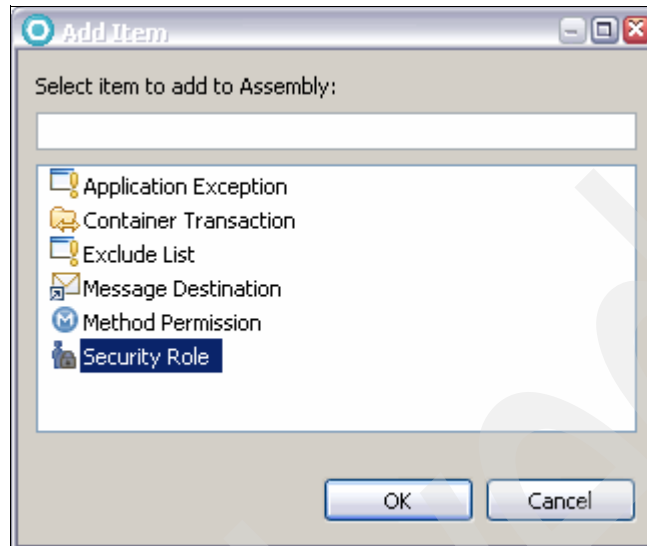 Add Item
Select item to add to Assembly:
Application Exception
Container Transaction
Exclude List
Message Destination
Method Permission
Security Role
OK Cancel